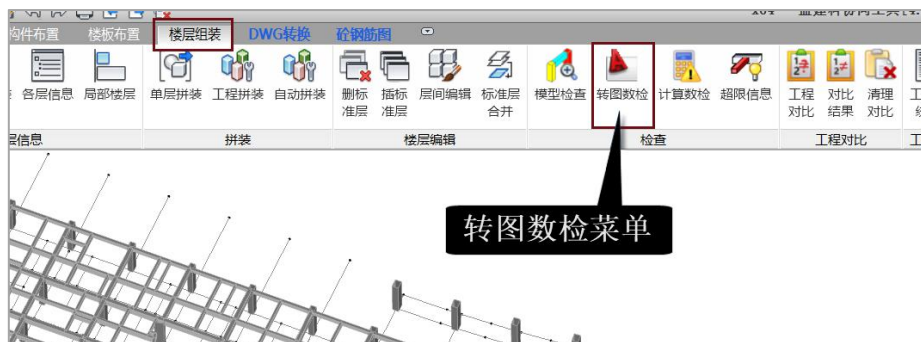 构件布置 楼板布置 楼层组装 DWG转换 砼钢筋图
各层信息 局部楼层 单层拼装 工程拼装 自动拼装 删标准层 插标准层 层间编辑 标准层合并 模型检查 转图数检 计算数检 超限信息 工程对比 对比结果 清理对比
层信息 拼装 楼层编辑 检查 工程对比
转图数检菜单